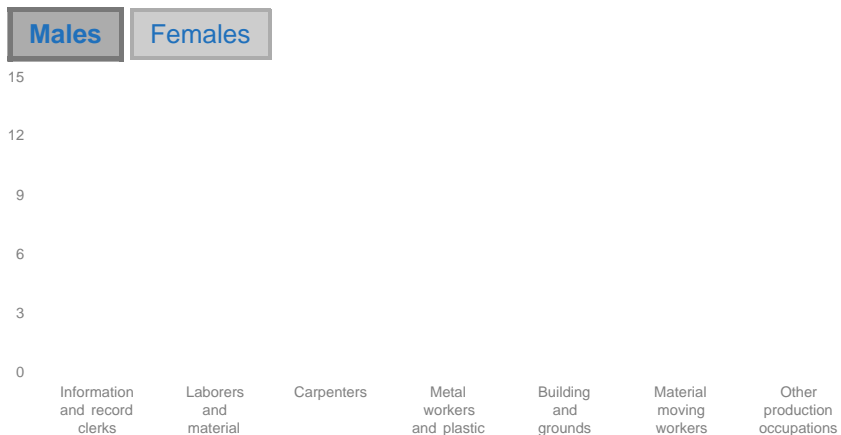 Males Females
15
12
9
6
3
0
Information Laborers Carpenters Metal Building Material Other
and record and workers and moving production
clerks material and plastic grounds workers occupations